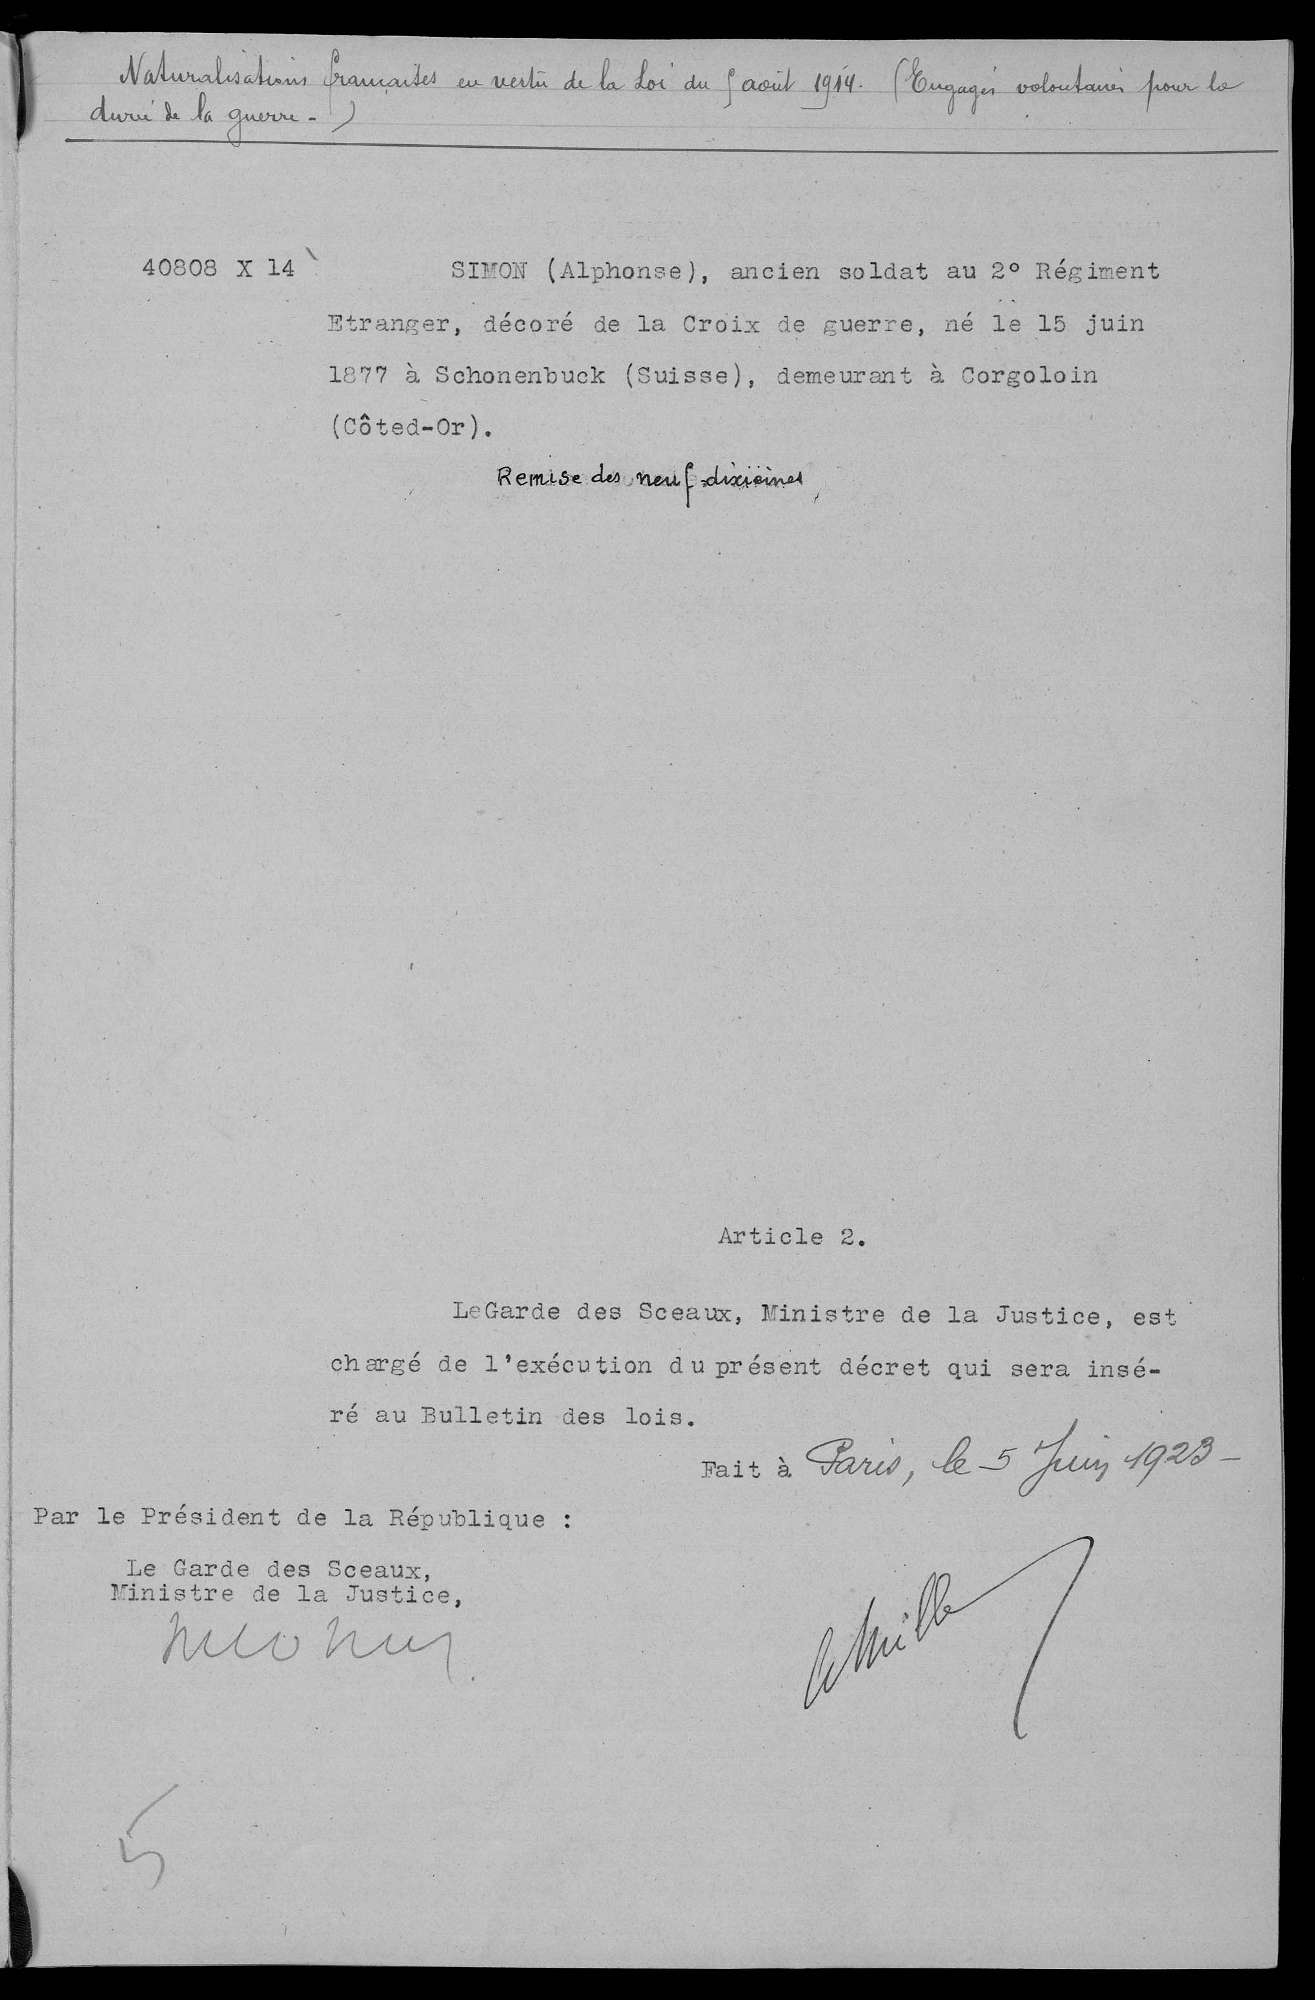 Naturalisations françaises en vertu de la Loi du 5 août 1914. (Engagés volontaires pour la
durée de la guerre - )
40808 X 14 SIMON (Alphonse), ancien soldat au 2° Régiment
Etranger, décoré de la Croix de guerre, né le 15 juin
1877 à Schonenbuck (Suisse), demeurant à Corgoloin
(Côted-Or).
Remise des neuf-dixièmes
Article 2.
LeGarde des Sceaux, Ministre de la Justice, est
chargé de l'exécution du présent décret qui sera insé-
ré au Bulletin des lois.
Fait à Paris, le 5 Juin 1923 -
Par le Président de la République :
Le Garde des Sceaux,
Ministre de la Justice,
5